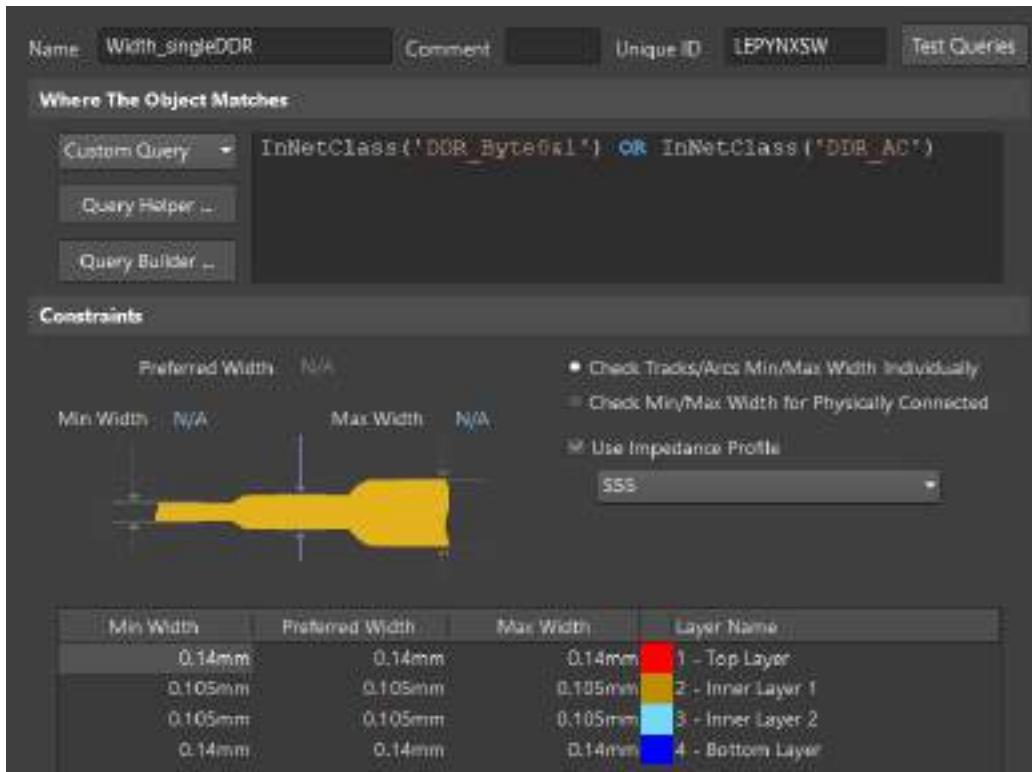 Name Width_singleDDR Comment Unique ID LEPYNXSW Test Queries
Where The Object Matches
Custom Query InNetClass('DDR_Byte0&1') OR InNetClass('DDR_AC')
Query Helper ...
Query Builder ...
Constraints
Preferred Width N/A
Check Tracks/Arcs Min/Max Width Individually
Check Min/Max Width for Physically Connected
Min Width N/A Max Width N/A
Use Impedance Profile
S55
Min Width Preferred Width Max Width Layer Name
0.14mm 0.14mm 0.14mm 1 - Top Layer
0.105mm 0.105mm 0.105mm 2 - Inner Layer 1
0.105mm 0.105mm 0.105mm 3 - Inner Layer 2
0.14mm 0.14mm 0.14mm 4 - Bottom Layer